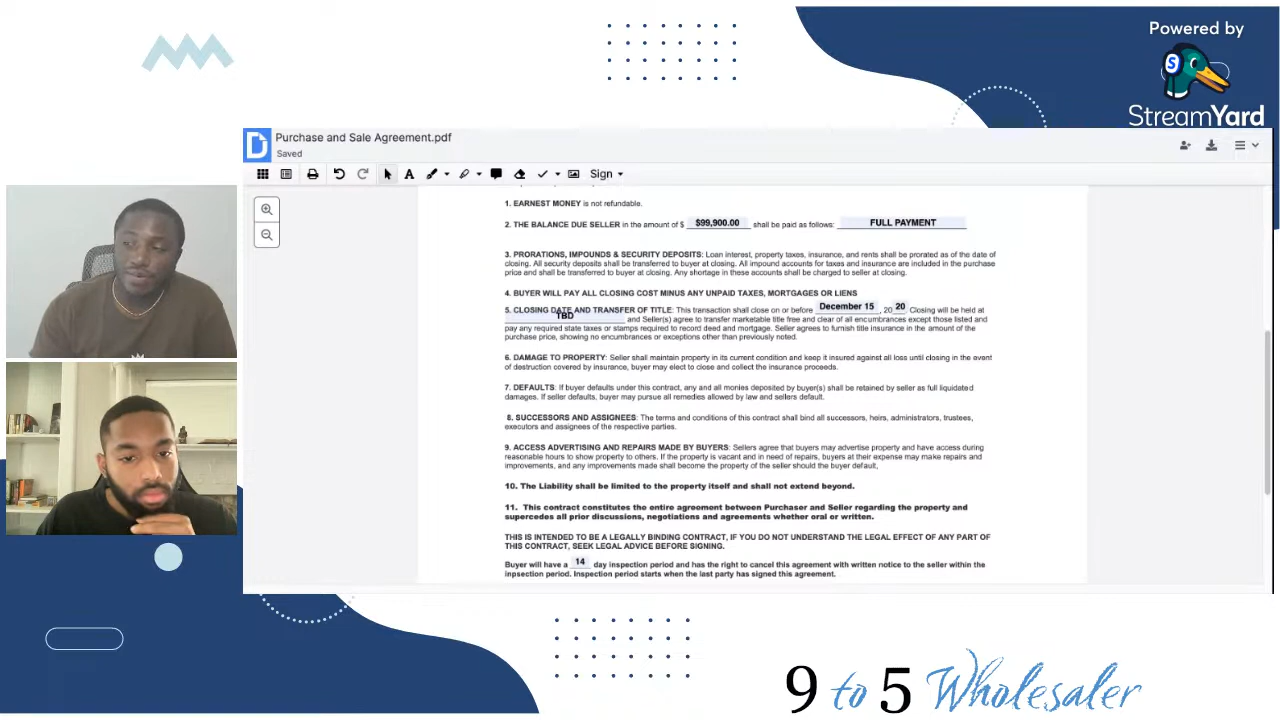 Powered by
StreamYard
Purchase and Sale Agreement.pdf
Saved
A
Sign
1. EARNEST MONEY is not refundable.
2. THE BALANCE DUE SELLER in the amount of $ $99,900.00 shall be paid as follows: FULL PAYMENT
3. PRORATIONS, IMPOUNDS & SECURITY DEPOSITS: Loan interest, property taxes, insurance, and rents shall be prorated as of the date of
closing. All security deposits shall be transferred to buyer at closing. All impound accounts for taxes and insurance are included in the purchase
price and shall be transferred to buyer at closing. Any shortage in these accounts shall be charged to seller at closing.
4. BUYER WILL PAY ALL CLOSING COST MINUS ANY UNPAID TAXES, MORTGAGES OR LIENS
5. CLOSING DATE AND TRANSFER OF TITLE: This transaction shall close on or before December 15, 20 20 Closing will be held at
TBD and Seller(s) agree to transfer marketable title free and clear of all encumbrances except those listed and
pay any required state taxes or stamps required to record deed and mortgage. Seller agrees to furnish title insurance in the amount of the
purchase price, showing no encumbrances or exceptions other than previously noted.
6. DAMAGE TO PROPERTY: Seller shall maintain property in its current condition and keep it insured against all loss until closing in the event
of destruction covered by insurance, buyer may elect to close and collect the insurance proceeds.
7. DEFAULTS: If buyer defaults under this contract, any and all monies deposited by buyer(s) shall be retained by seller as full liquidated
damages. If seller defaults, buyer may pursue all remedies allowed by law and sellers default.
8. SUCCESSORS AND ASSIGNEES: The terms and conditions of this contract shall bind all successors, heirs, administrators, trustees,
executors and assignees of the respective parties.
9. ACCESS ADVERTISING AND REPAIRS MADE BY BUYERS: Sellers agree that buyers may advertise property and have access during
reasonable hours to show property to others. If the property is vacant and in need of repairs, buyers at their expense may make repairs and
improvements, and any improvements made shall become the property of the seller should the buyer default,
10. The Liability shall be limited to the property itself and shall not extend beyond.
11. This contract constitutes the entire agreement between Purchaser and Seller regarding the property and
supercedes all prior discussions, negotiations and agreements whether oral or written.
THIS IS INTENDED TO BE A LEGALLY BINDING CONTRACT, IF YOU DO NOT UNDERSTAND THE LEGAL EFFECT OF ANY PART OF
THIS CONTRACT, SEEK LEGAL ADVICE BEFORE SIGNING.
Buyer will have a 14 day inspection period and has the right to cancel this agreement with written notice to the seller within the
inpsection period. Inspection period starts when the last party has signed this agreement.
9 to 5 Wholesaler